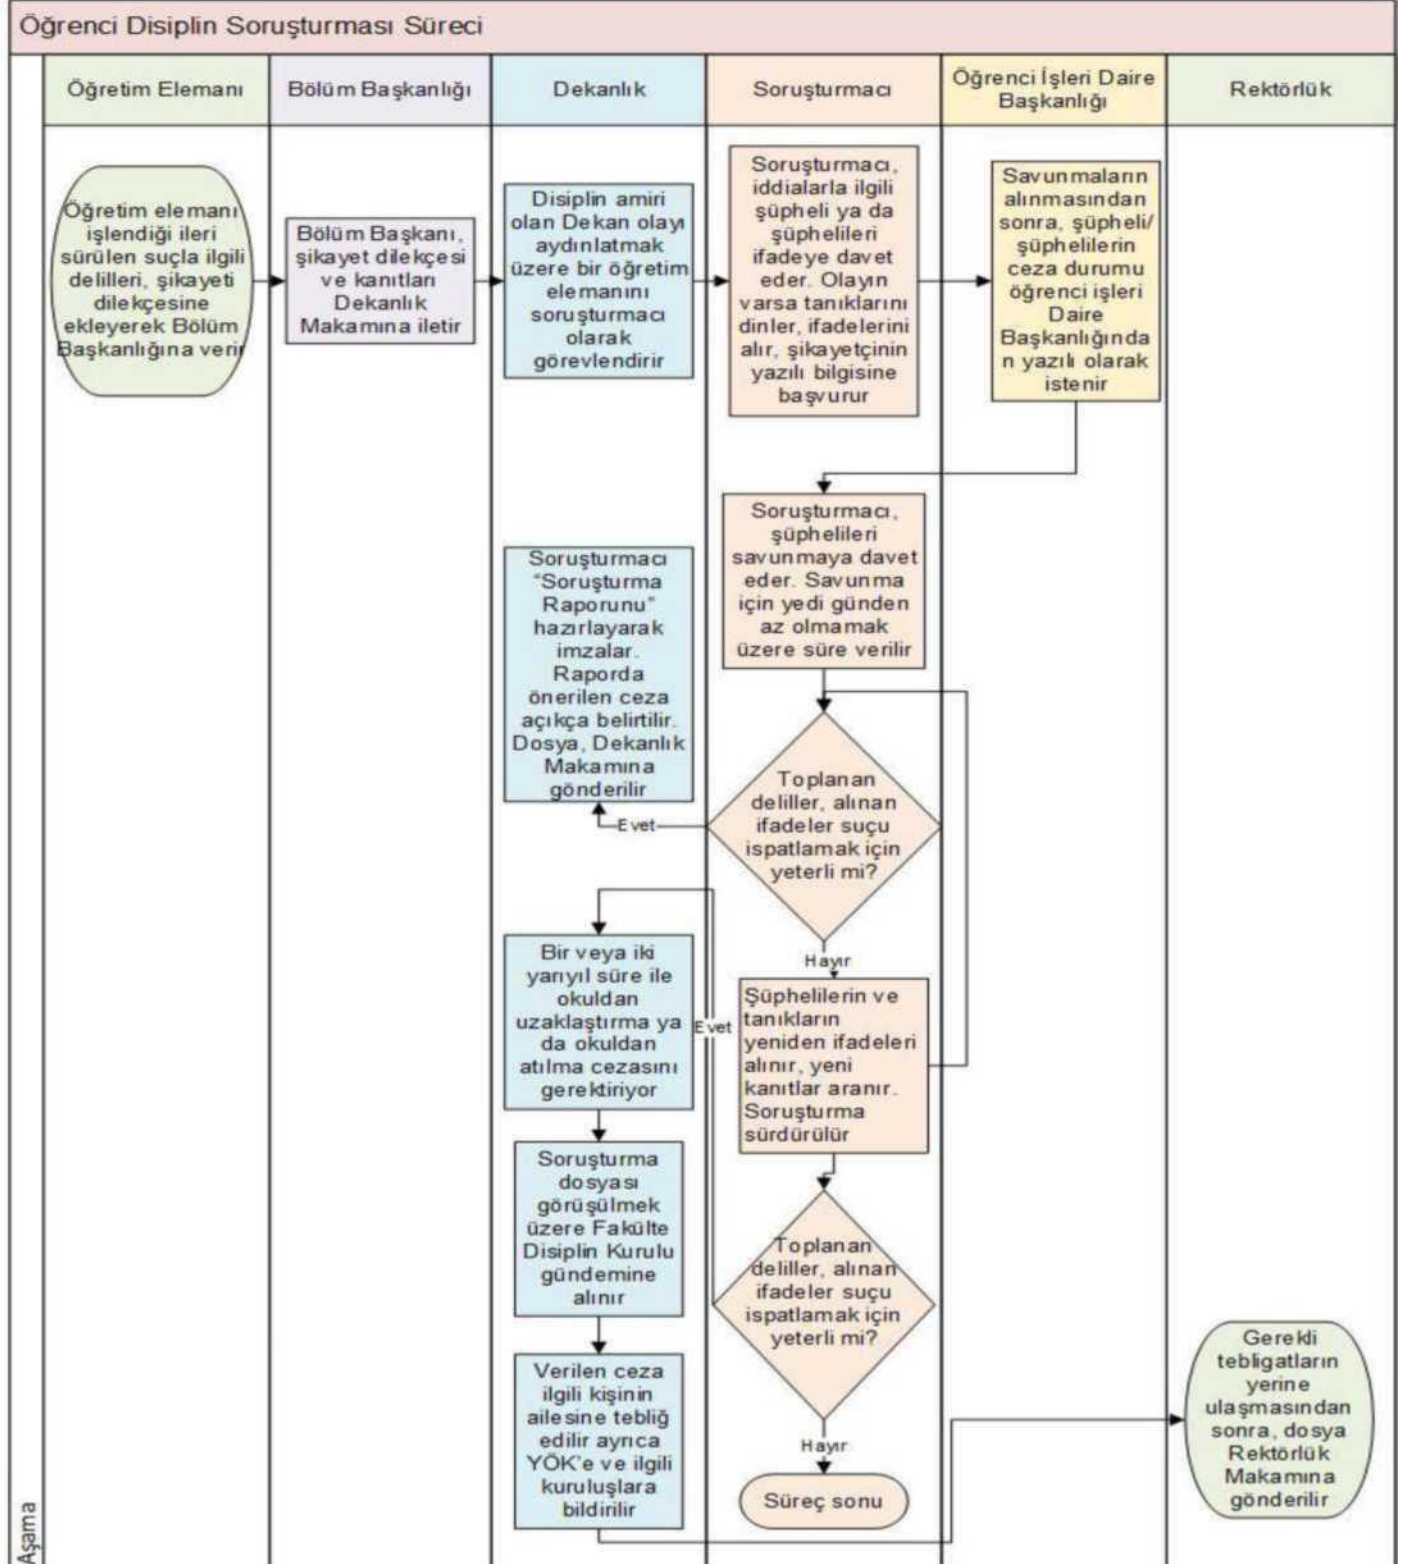 Öğrenci Disiplin Soruşturması Süreci
Öğretim Elemanı
Bölüm Başkanlığı
Dekanlık
Soruşturmacı
Öğrenci İşleri Daire
Başkanlığı
Rektörlük
Öğretim elemanı
işlendiği ileri
sürülen suçla ilgili
delilleri, şikayeti
dilekçesine
ekleyerek Bölüm
Başkanlığına verir
Bölüm Başkanı,
şikayet dilekçesi
ve kanıtları
Dekanlık
Makamına iletir
Disiplin amiri
olan Dekan olayı
aydınlatmak
üzere bir öğretim
elemanını
soruşturmacı
olarak
görevlendirir
Soruşturmacı,
iddialarla ilgili
şüpheli ya da
şüphelileri
ifadeye davet
eder. Olayın
varsa tanıklarını
dinler, ifadelerini
alır, şikayetçinin
yazılı bilgisine
başvurur
Savunmaların
alınmasından
sonra, şüpheli/
şüphelilerin
ceza durumu
öğrenci işleri
Daire
Başkanlığında
n yazılı olarak
istenir
Soruşturmacı,
şüphelileri
savunmaya davet
eder. Savunma
için yedi günden
az olmamak
üzere süre verilir
Soruşturmacı
“Soruşturma
Raporunu”
hazırlayarak
imzalar.
Raporda
önerilen ceza
açıkça belirtilir.
Dosya, Dekanlık
Makamına
gönderilir
Toplanan
deliller, alınan
ifadeler suçu
ispatlamak için
yeterli mi?
Evet
Hayır
Bir veya iki
yarıyıl süre ile
okuldan
uzaklaştırma ya
da okuldan
atılma cezasını
gerektiriyor
Evet
Şüphelilerin ve
tanıkların
yeniden ifadeleri
alınır, yeni
kanıtlar aranır.
Soruşturma
sürdürülür
Soruşturma
dosyası
görüşülmek
üzere Fakülte
Disiplin Kurulu
gündemine
alınır
Toplanan
deliller, alınan
ifadeler suçu
ispatlamak için
yeterli mi?
Verilen ceza
ilgili kişinin
ailesine tebliğ
edilir ayrıca
YÖK'e ve ilgili
kuruluşlara
bildirilir
Hayır
Süreç sonu
Gerekli
tebligatların
yerine
ulaşmasından
sonra, dosya
Rektörlük
Makamına
gönderilir
Aşama